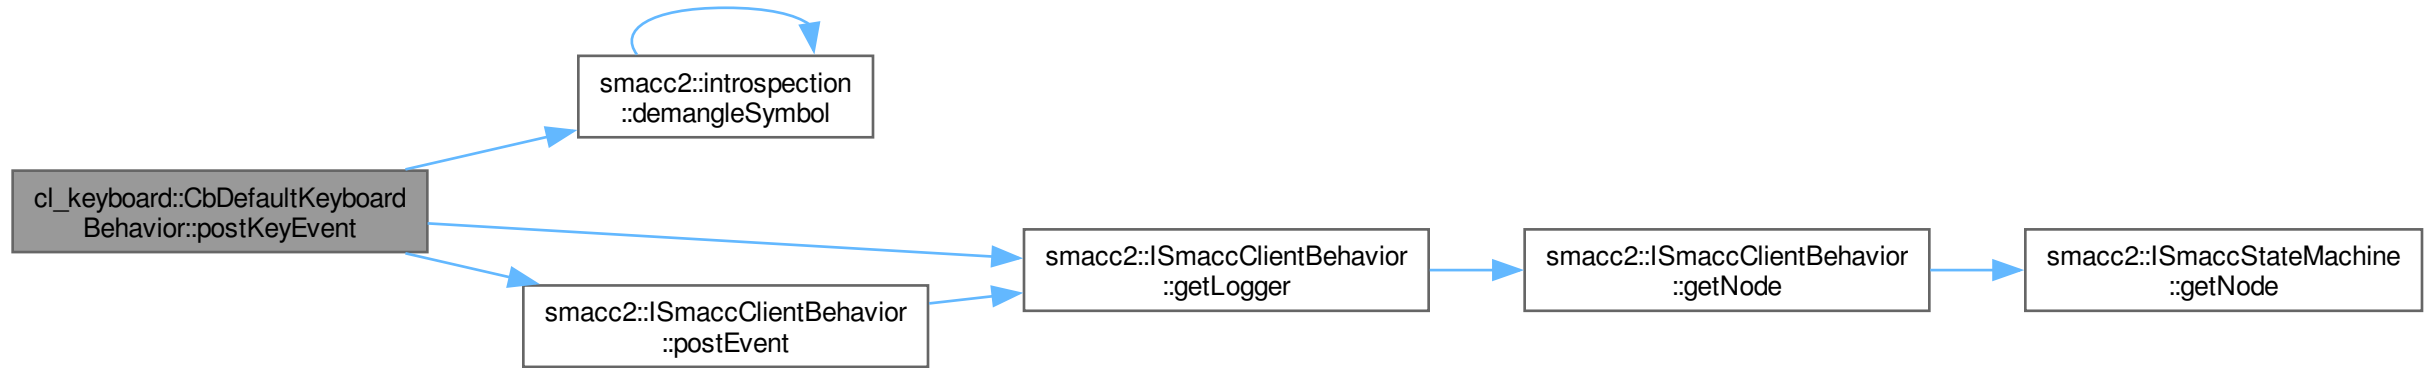 smacc2::introspection
::demangleSymbol
cl_keyboard::CbDefaultKeyboard
Behavior::postKeyEvent
smacc2::ISmaccClientBehavior
::getLogger
smacc2::ISmaccClientBehavior
::getNode
smacc2::ISmaccStateMachine
::getNode
smacc2::ISmaccClientBehavior
::postEvent